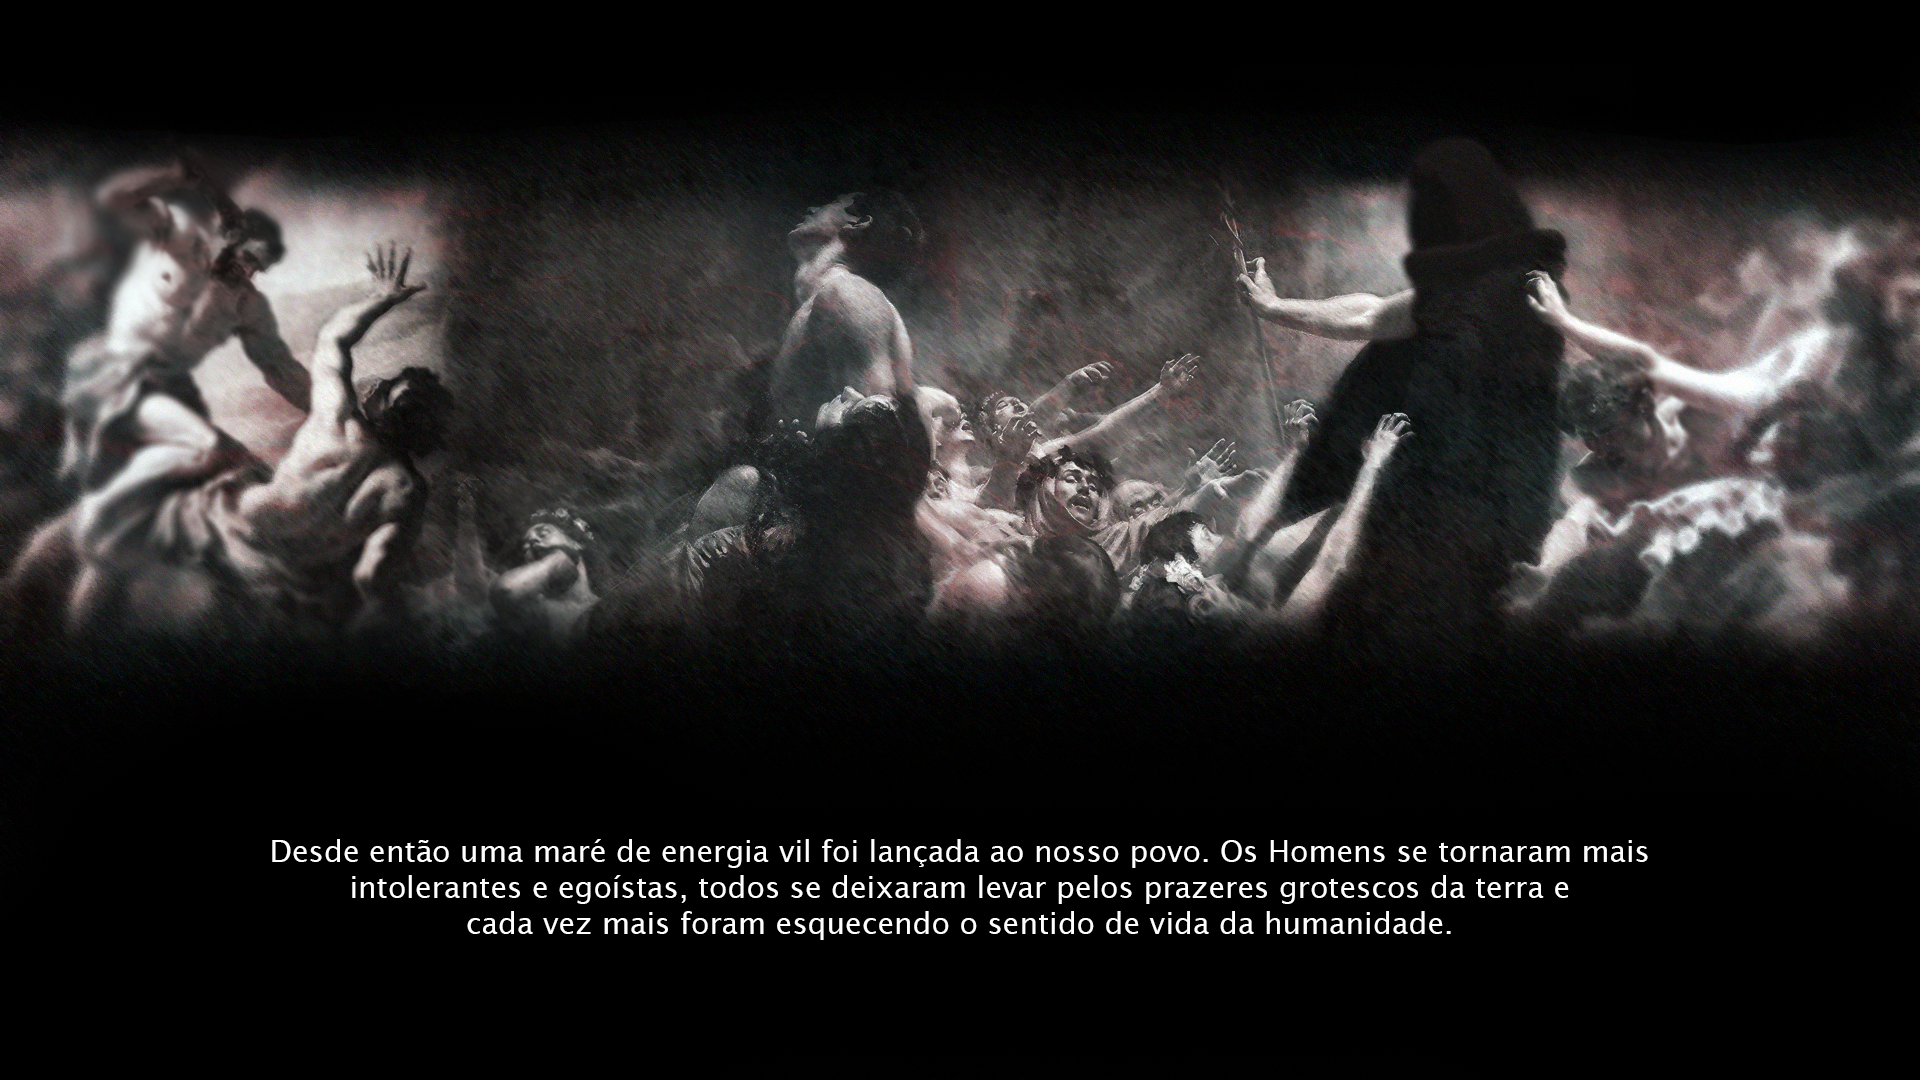 Desde então uma maré de energia vil foi lançada ao nosso povo. Os Homens se tornaram mais
intolerantes e egoístas, todos se deixaram levar pelos prazeres grotescos da terra e
cada vez mais foram esquecendo o sentido de vida da humanidade.